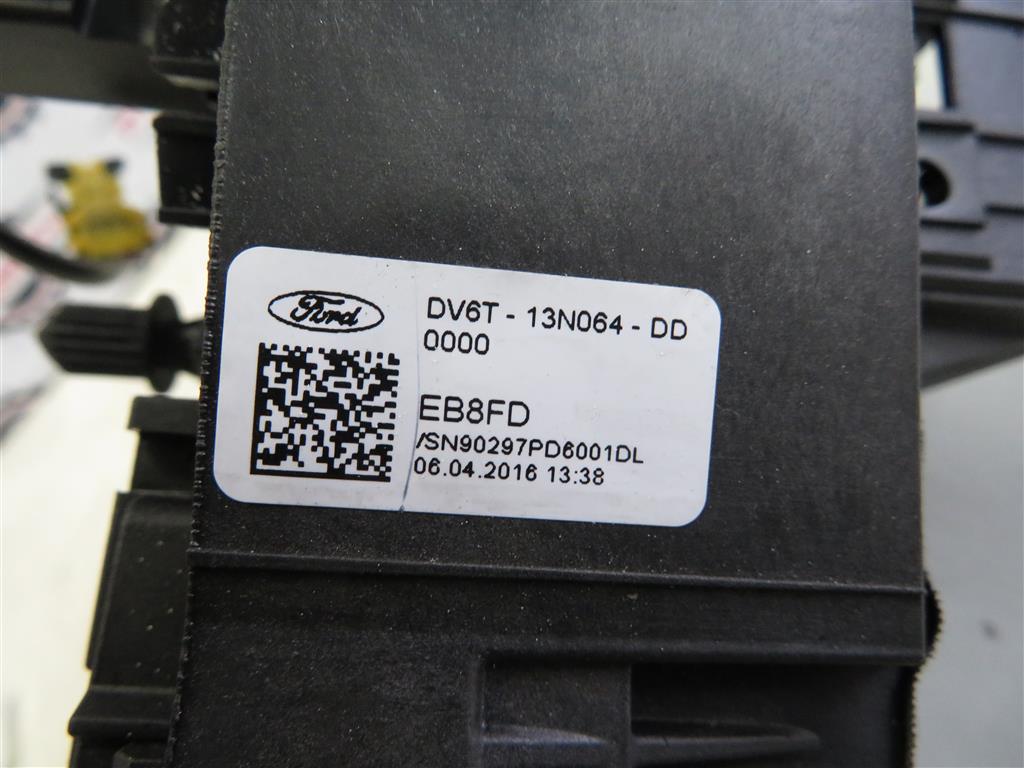 Ford
DV6T - 13N064 - DD
0000
EB8FD
/SN90297PD6001DL
06.04.2016 13:38